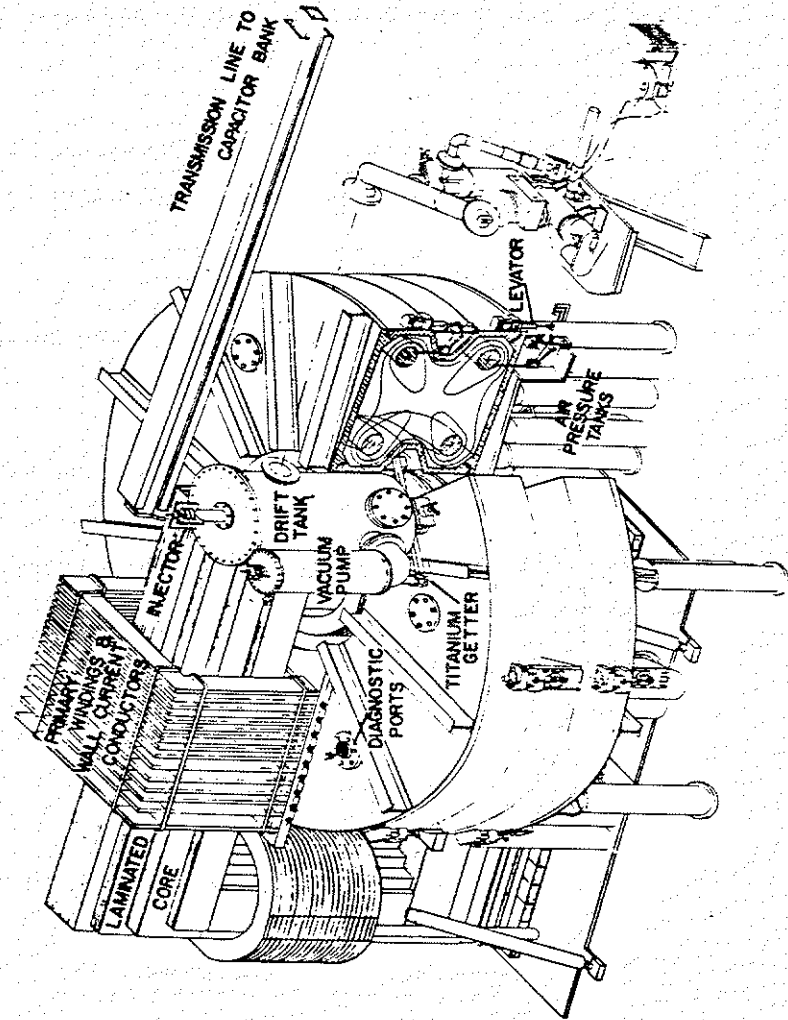 TRANSMISSION LINE TO
CAPACITOR BANK
PRIMARY
WINDINGS &
WALL CURRENT
CONDUCTORS
LAMINATED
CORE
INJECTOR
DRIFT
TANK
VACUUM
PUMP
LEVATOR
AIR
PRESSURE
TANKS
TITANIUM
GETTER
DIAGNOSTIC
PORTS